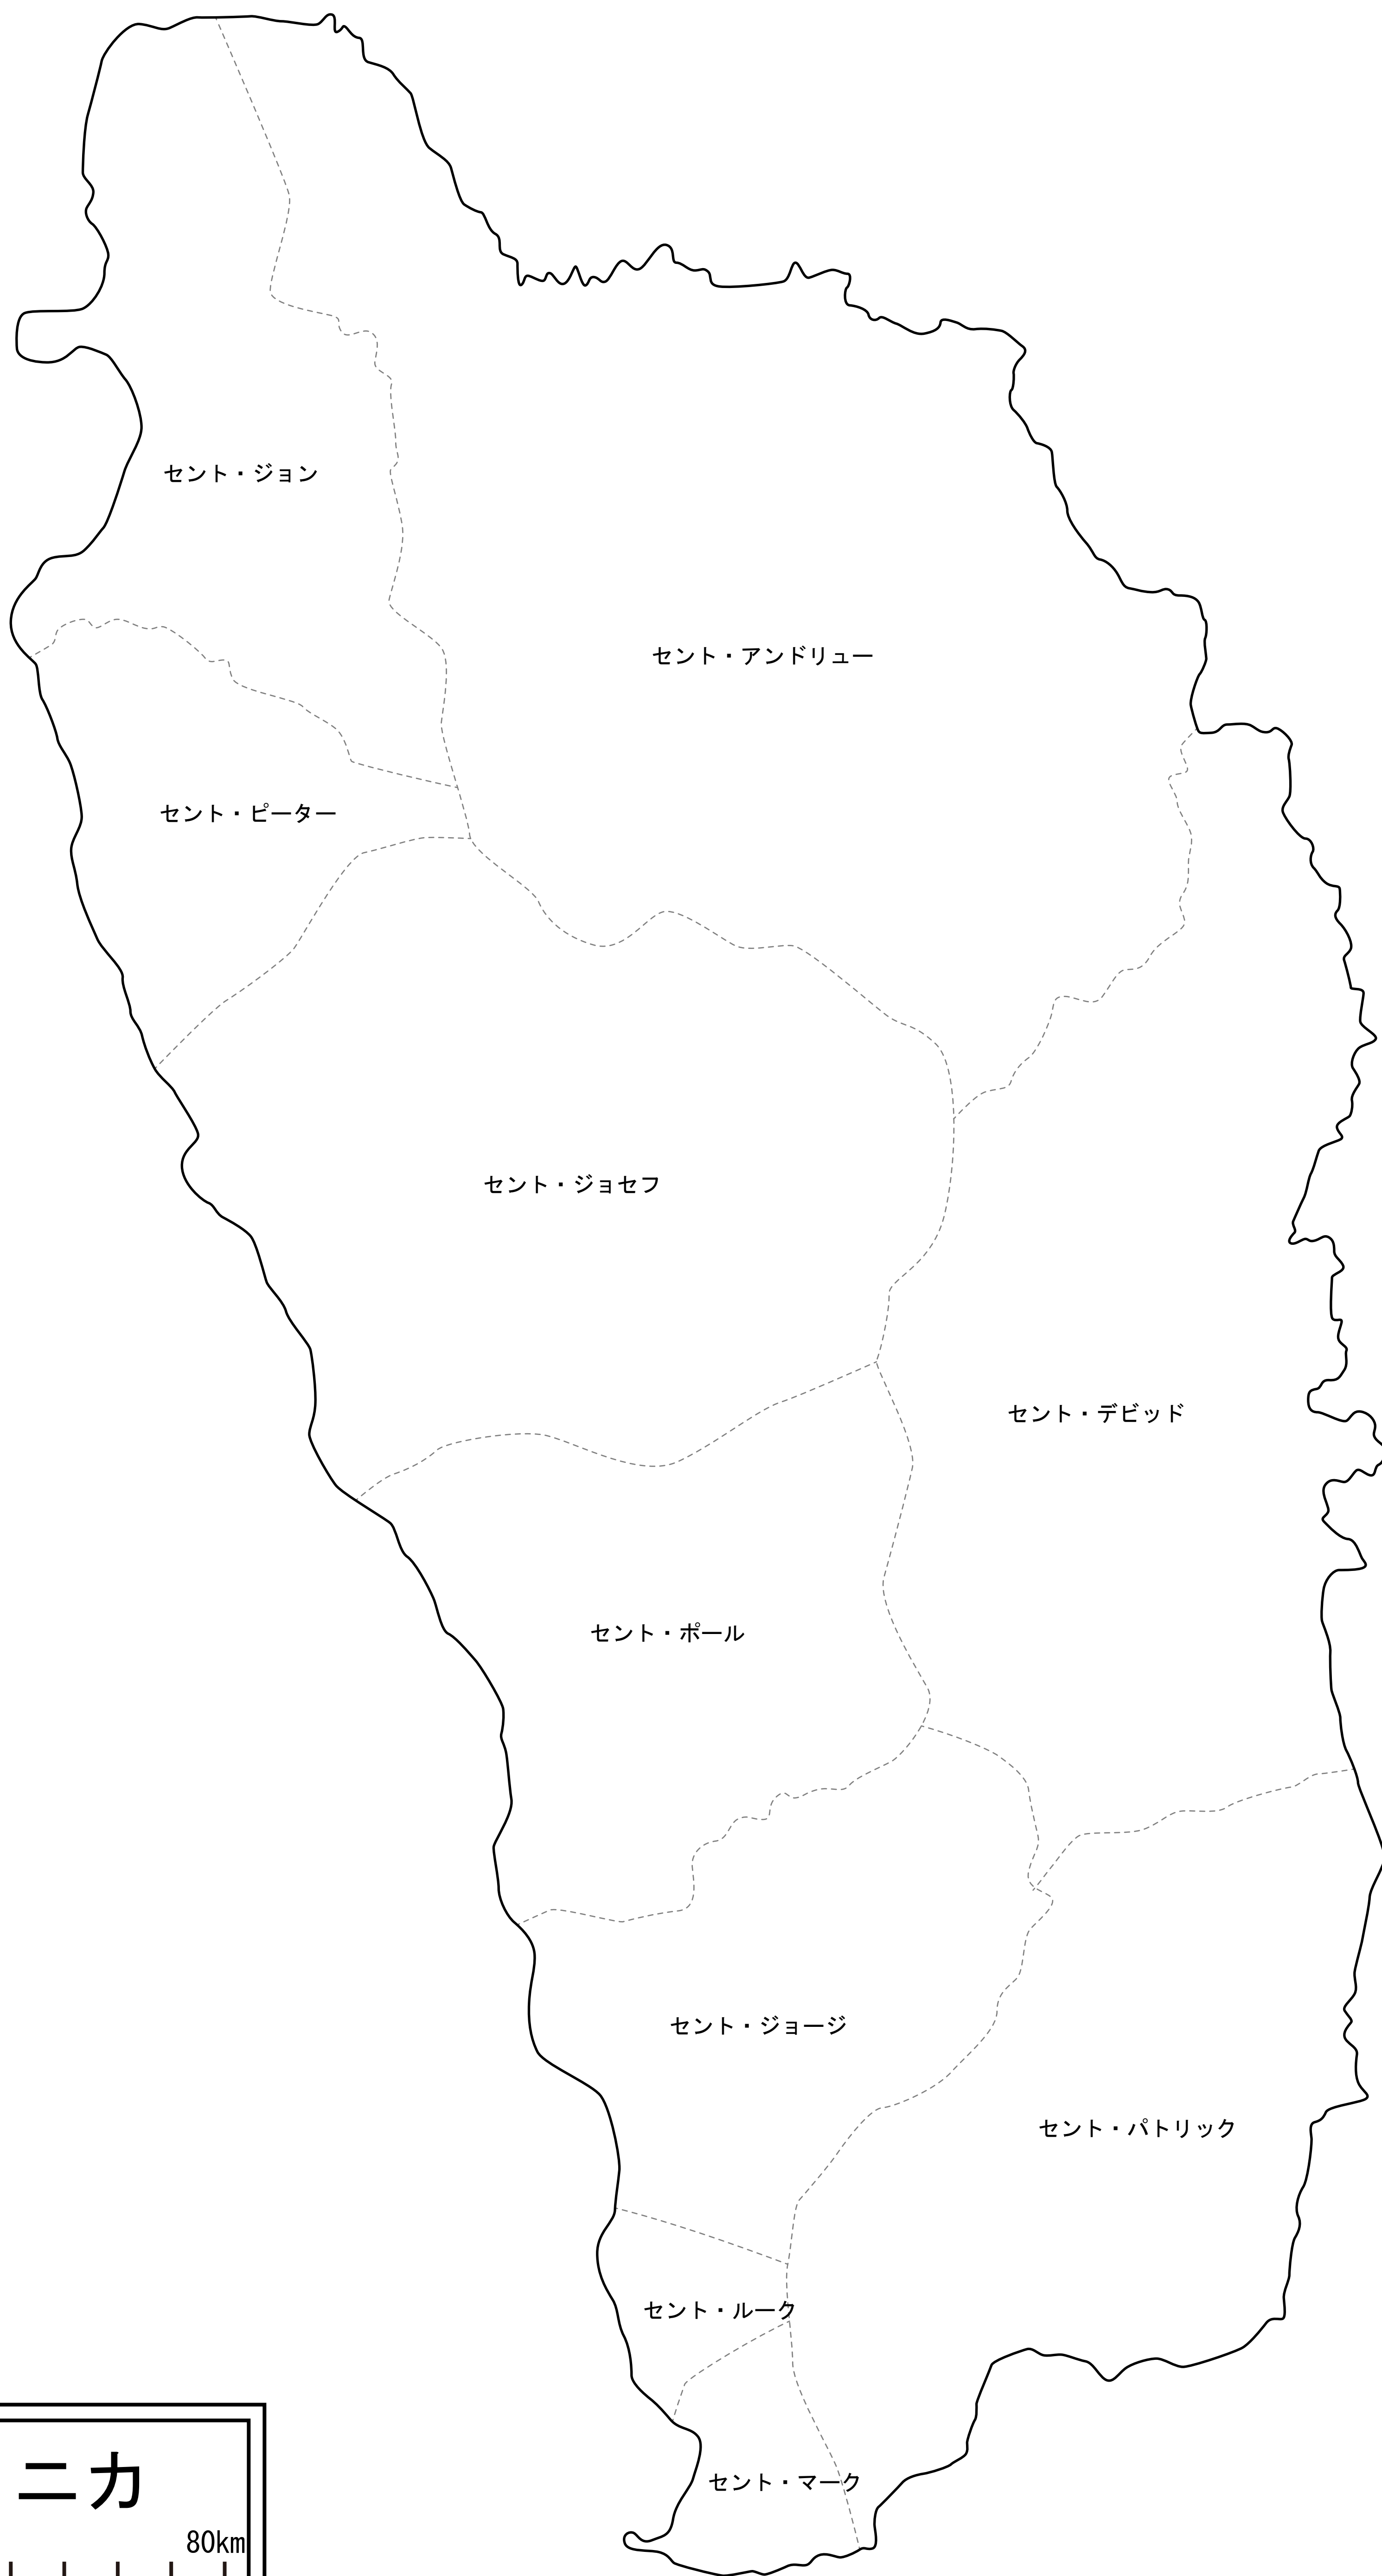 セント・ジョン
セント・アンドリュー
セント・ピーター
セント・ジョセフ
セント・デビッド
セント・ポール
セント・ジョージ
セント・パトリック
セント・ルーク
セント・マーク
ニカ
80km